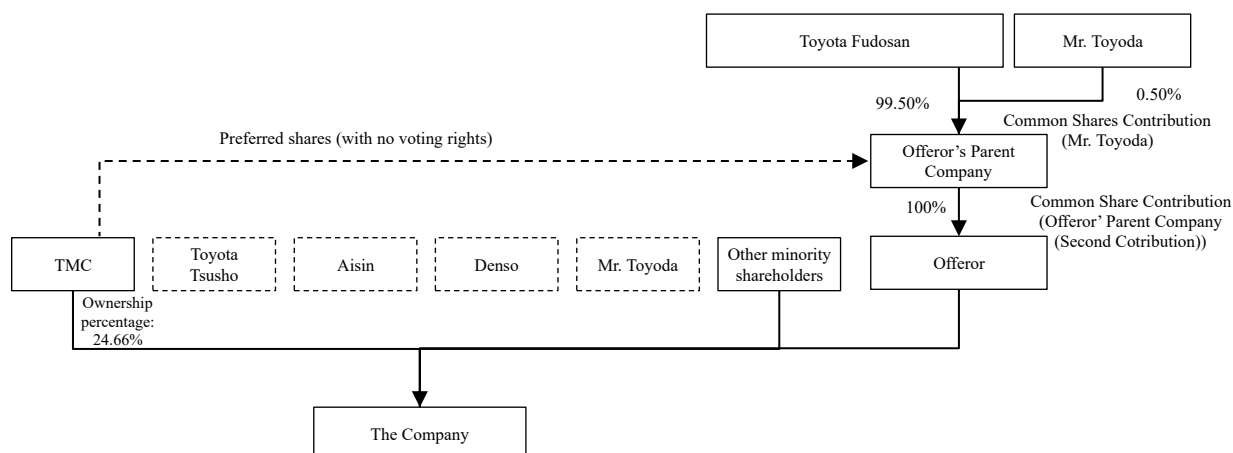 Toyota Fudosan
Mr. Toyoda
99.50%
0.50%
Common Shares Contribution
(Mr. Toyoda)
Preferred shares (with no voting rights)
Offeror’s Parent
Company
100%
Common Share Contribution
(Offeror’ Parent Company
(Second Cotribution))
TMC
Toyota
Tsusho
Aisin
Denso
Mr. Toyoda
Other minority
shareholders
Offeror
Ownership
percentage:
24.66%
The Company